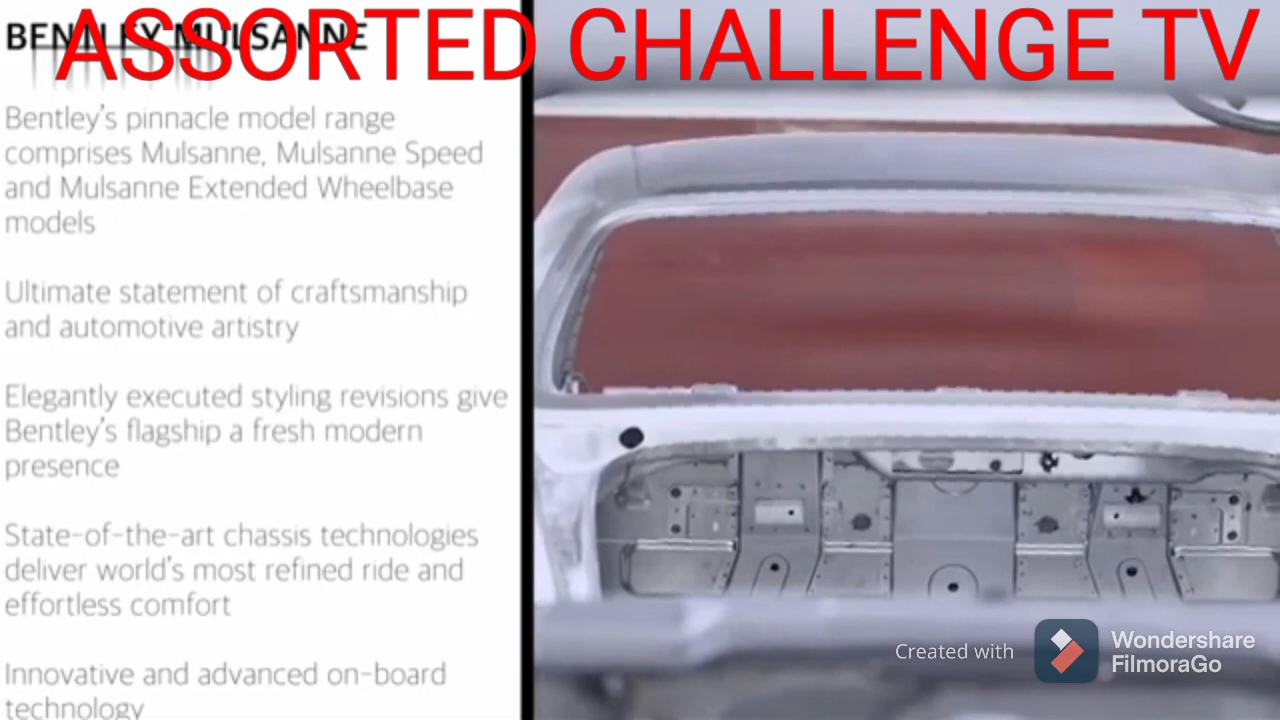 ASSORTED CHALLENGE TV
BENTLEY MULSANNE
Bentley's pinnacle model range
comprises Mulsanne, Mulsanne Speed
and Mulsanne Extended Wheelbase
models
Ultimate statement of craftsmanship
and automotive artistry
Elegantly executed styling revisions give
Bentley's flagship a fresh modern
presence
State-of-the-art chassis technologies
deliver world's most refined ride and
effortless comfort
Innovative and advanced on-board
technology
Created with
Wondershare
FilmoraGo